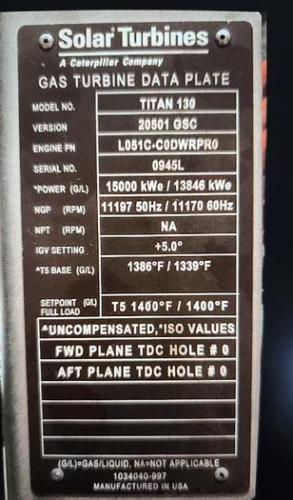 Solar Turbines
A Caterpillar Company
GAS TURBINE DATA PLATE
MODEL NO. TITAN 130
VERSION 20501 GSC
ENGINE PN L051C-C0DWRPR0
SERIAL NO. 0945L
*POWER (G/L) 15000 kWe / 13846 kWe
NGP (RPM) 11197 50Hz / 11170 60Hz
NPT (RPM) NA
IGV SETTING +5.0°
^T5 BASE (G/L) 1386°F / 1339°F
SETPOINT (G/L) T5 1400°F / 1400°F
FULL LOAD
^UNCOMPENSATED,*ISO VALUES
FWD PLANE TDC HOLE # 0
AFT PLANE TDC HOLE # 0
(G/L)=GAS/LIQUID, NA=NOT APPLICABLE
1034040-997
MANUFACTURED IN USA